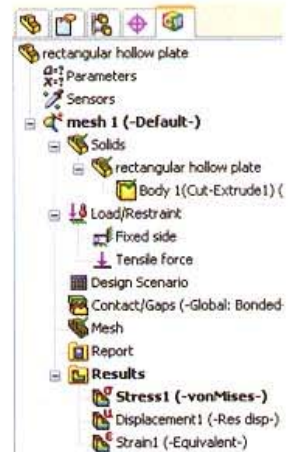 rectangular hollow plate
Parameters
Sensors
mesh 1 (-Default-)
Solids
rectangular hollow plate
Body 1(Cut-Extrude1) (
Load/Restraint
Fixed side
Tensile force
Design Scenario
Contact/Gaps (-Global: Bonded-
Mesh
Report
Results
Stress1 (-vonMises-)
Displacement1 (-Res disp-)
Strain1 (-Equivalent-)